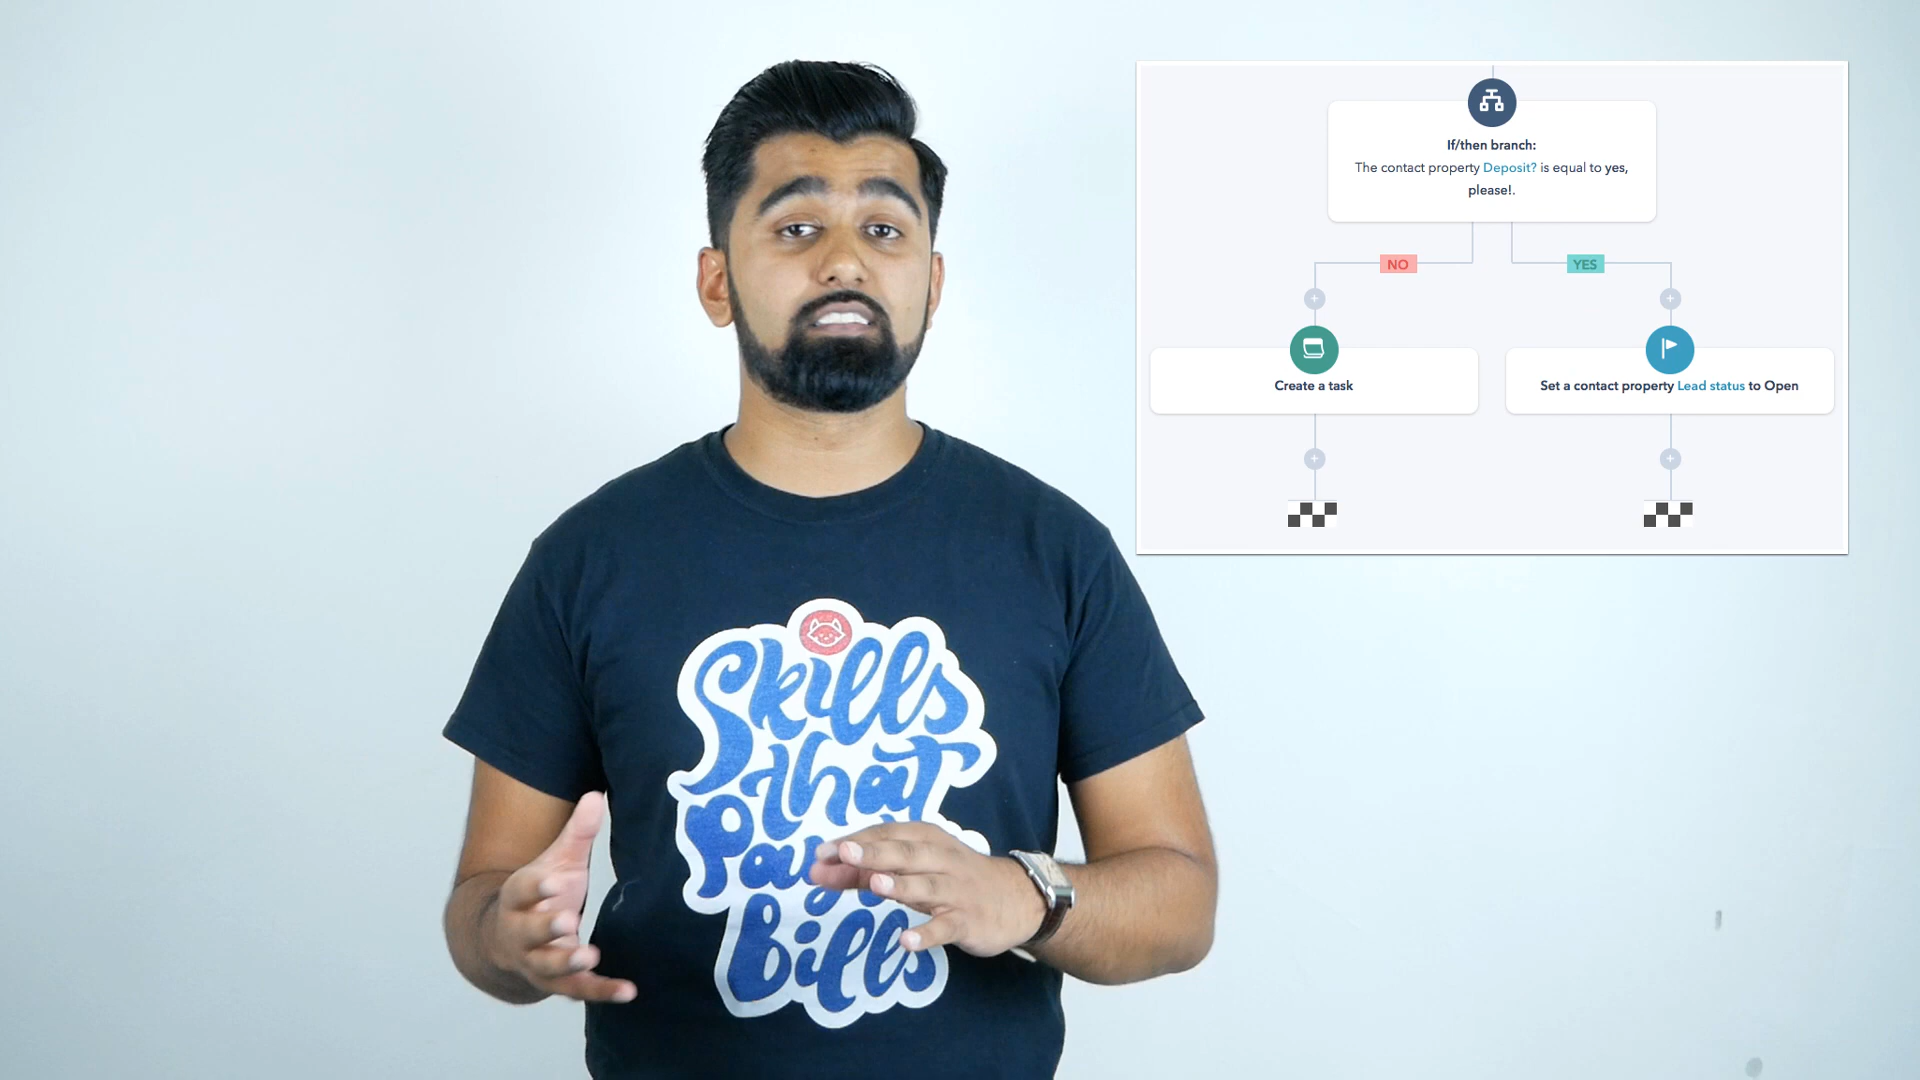 If/then branch:
The contact property Deposit? is equal to yes,
please!.
NO
YES
Create a task
Set a contact property Lead status to Open
Skills
that
Pay
Bills